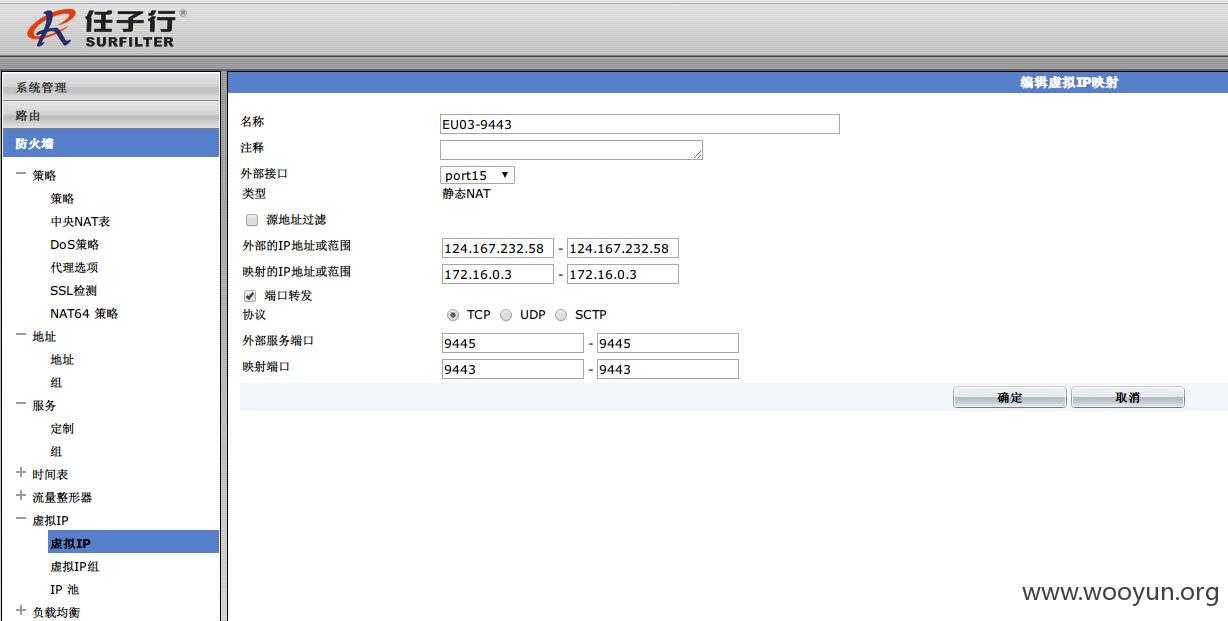 任子行®
SURFILTER
系统管理
路由
防火墙
策略
策略
中央NAT表
DoS策略
代理选项
SSL检测
NAT64 策略
地址
地址
组
服务
定制
组
时间表
流量整形器
虚拟IP
虚拟IP
虚拟IP组
IP 池
负载均衡
编辑虚拟IP映射
名称 EU03-9443
注释
外部接口 port15
类型 静态NAT
源地址过滤
外部的IP地址或范围 124.167.232.58 - 124.167.232.58
映射的IP地址或范围 172.16.0.3 - 172.16.0.3
端口转发
协议 TCP UDP SCTP
外部服务端口 9445 - 9445
映射端口 9443 - 9443
确定 取消
www.wooyun.org